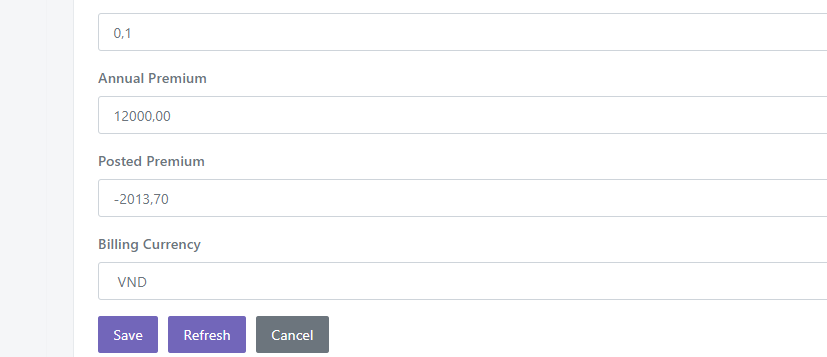 0,1
Annual Premium
12000,00
Posted Premium
-2013,70
Billing Currency
VND
Save Refresh Cancel